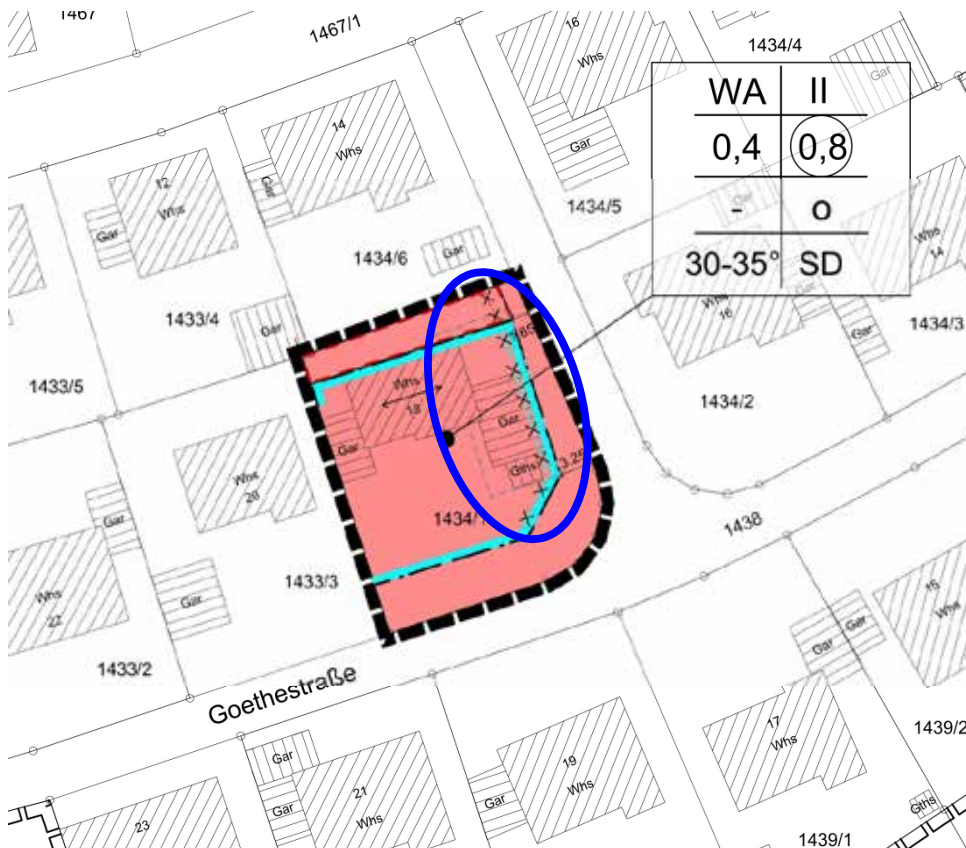 1467
1467/1
16
Whs
1434/4
Gar
14
Whs
Gar
WA II
0,4 0,8
- o
30-35° SD
12
Whs
Gar
Gar
1434/5
Gar
Whs
14
1434/6
Gar
Whs
16
Gar
Gar
1434/3
1433/4
Gar
1433/5
1434/2
Whs
18
Gar
Gar
Gths
3.25
Whs
20
Gar
1434/1
1438
1433/3
Gar
Whs
22
1433/2
Goethestraße
Gar
Gar
15
Whs
1439/2
17
Whs
Gar
Gar
21
Whs
Gar
19
Whs
Gths
23
1439/1